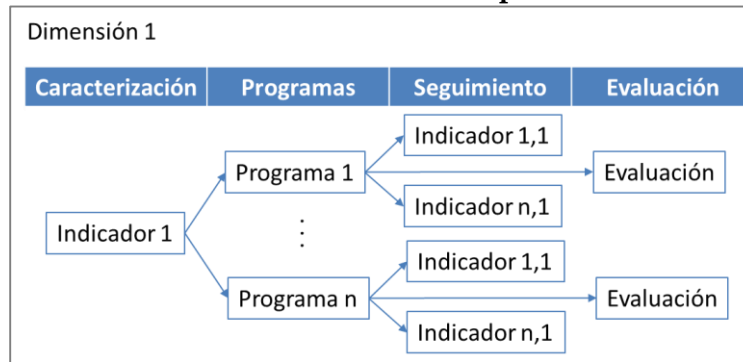 Dimensión 1
Caracterización Programas Seguimiento Evaluación
Indicador 1,1
Programa 1
Evaluación
Indicador n,1
Indicador 1
⋮
Indicador 1,1
Programa n
Evaluación
Indicador n,1